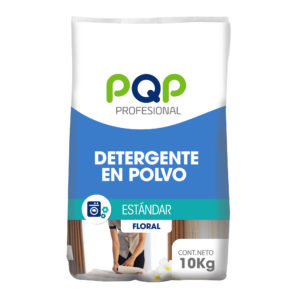 PQP
PROFESIONAL
DETERGENTE
EN POLVO
ESTÁNDAR
FLORAL
CONT.NETO
10Kg